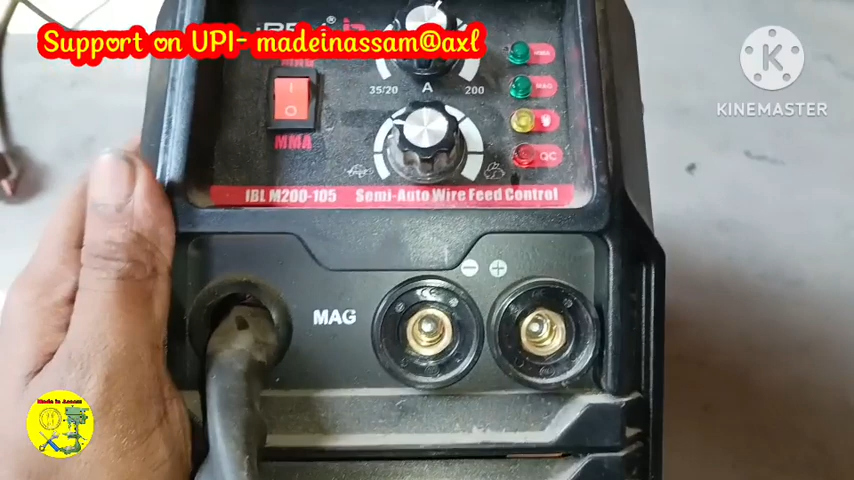 Support on UPI- madeinassam@axl
KINEMASTER
MAG
MMA
35/20 A 200
MAG
QC
IBL M200-105 Semi-Auto Wire Feed Control
MAG
− +
Made in Assam